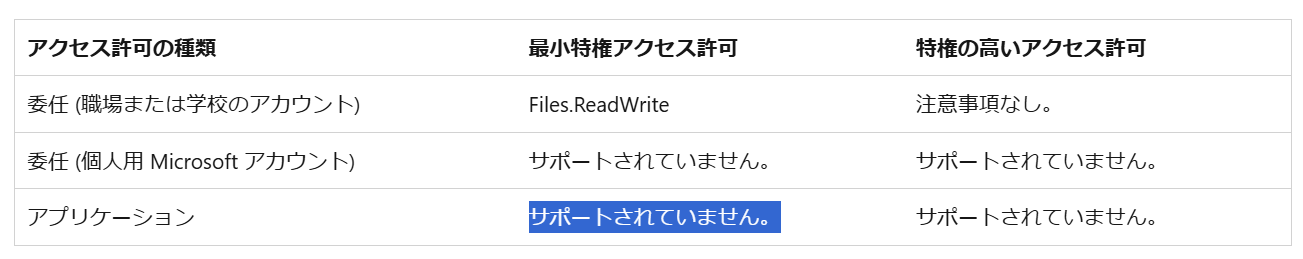 アクセス許可の種類 最小特権アクセス許可 特権の高いアクセス許可
委任 (職場または学校のアカウント) Files.ReadWrite 注意事項なし。
委任 (個人用 Microsoft アカウント) サポートされていません。 サポートされていません。
アプリケーション サポートされていません。 サポートされていません。